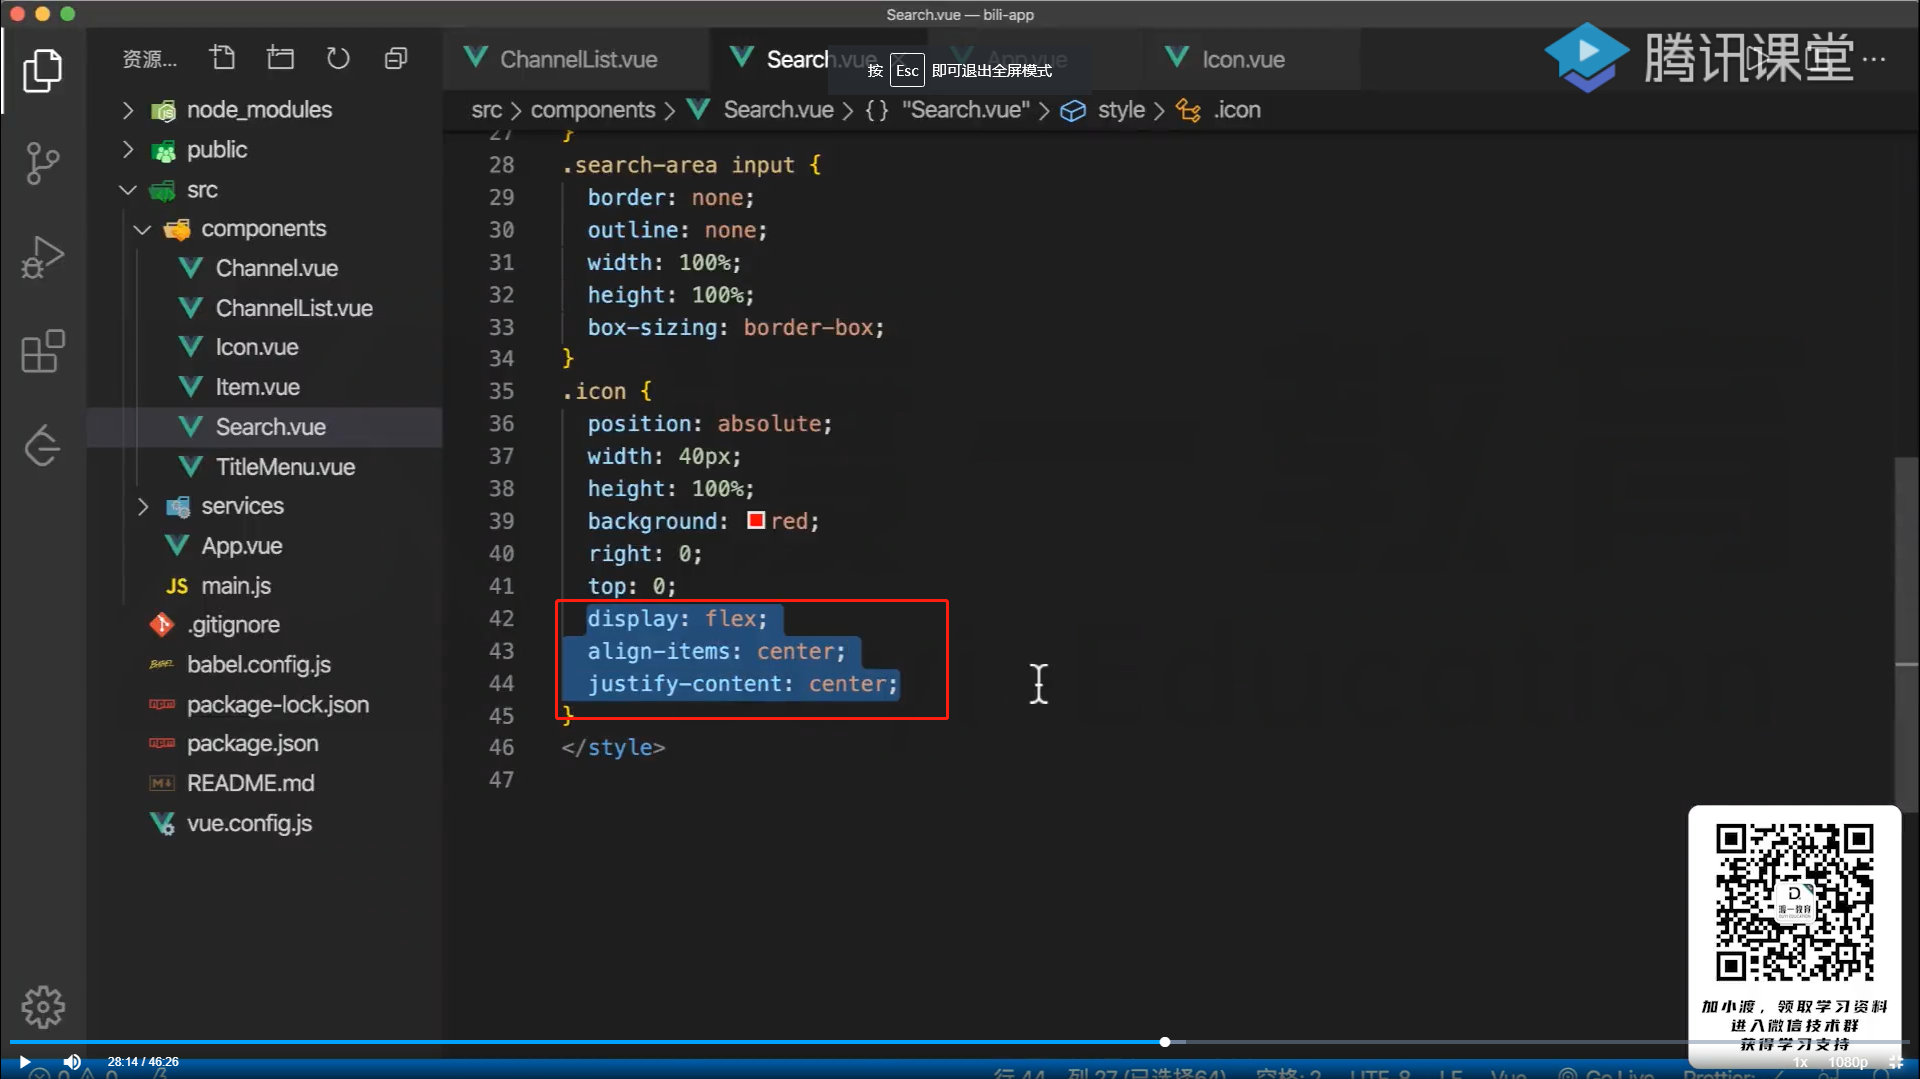 Search.vue — bili-app
资源...
ChannelList.vue
Search.vue
App.vue
Icon.vue
按 Esc 即可退出全屏模式
腾讯课堂
src > components > Search.vue > {} "Search.vue" > style > .icon
node_modules
public
src
components
Channel.vue
ChannelList.vue
Icon.vue
Item.vue
Search.vue
TitleMenu.vue
services
App.vue
JS main.js
.gitignore
babel.config.js
package-lock.json
package.json
README.md
vue.config.js
27 }
28 .search-area input {
29 border: none;
30 outline: none;
31 width: 100%;
32 height: 100%;
33 box-sizing: border-box;
34 }
35 .icon {
36 position: absolute;
37 width: 40px;
38 height: 100%;
39 background: red;
40 right: 0;
41 top: 0;
42 display: flex;
43 align-items: center;
44 justify-content: center;
45 }
46 </style>
47
Education
渡一教育
加小渡，领取学习资料
进入微信技术群
获得学习支持
28:14 / 46:26
1x 1080p
行 44，列 27 (已选择64) 空格: 2 UTF-8 LF Vue Go Live Prettier: